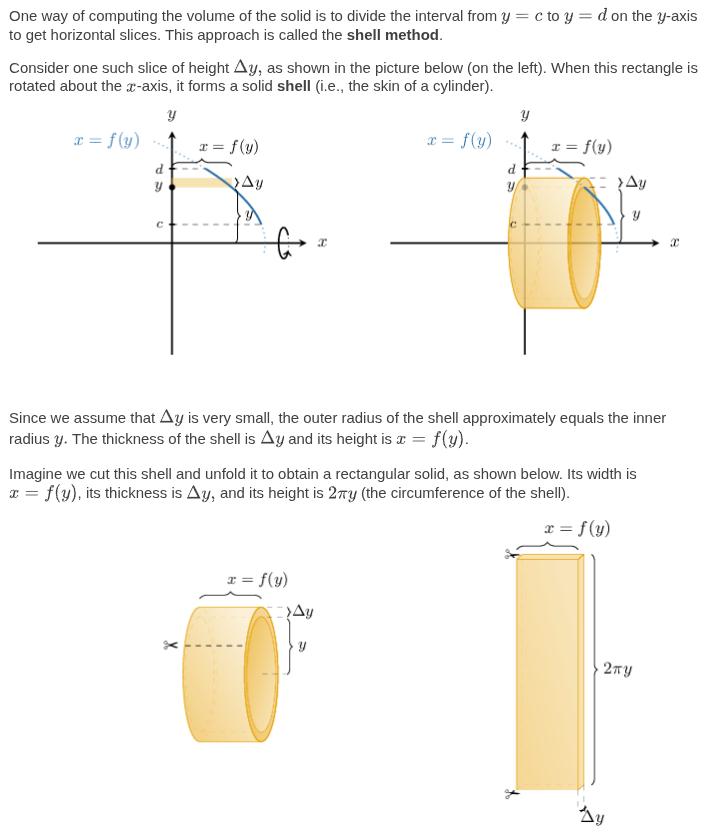 One way of computing the volume of the solid is to divide the interval from y = c to y = d on the y-axis
to get horizontal slices. This approach is called the shell method.
Consider one such slice of height Δy, as shown in the picture below (on the left). When this rectangle is
rotated about the x-axis, it forms a solid shell (i.e., the skin of a cylinder).
y
x = f(y)
x = f(y)
d
y
Δy
y
c
x
y
x = f(y)
x = f(y)
d
y
Δy
y
c
x
Since we assume that Δy is very small, the outer radius of the shell approximately equals the inner
radius y. The thickness of the shell is Δy and its height is x = f(y).
Imagine we cut this shell and unfold it to obtain a rectangular solid, as shown below. Its width is
x = f(y), its thickness is Δy, and its height is 2πy (the circumference of the shell).
x = f(y)
Δy
y
x = f(y)
2πy
Δy